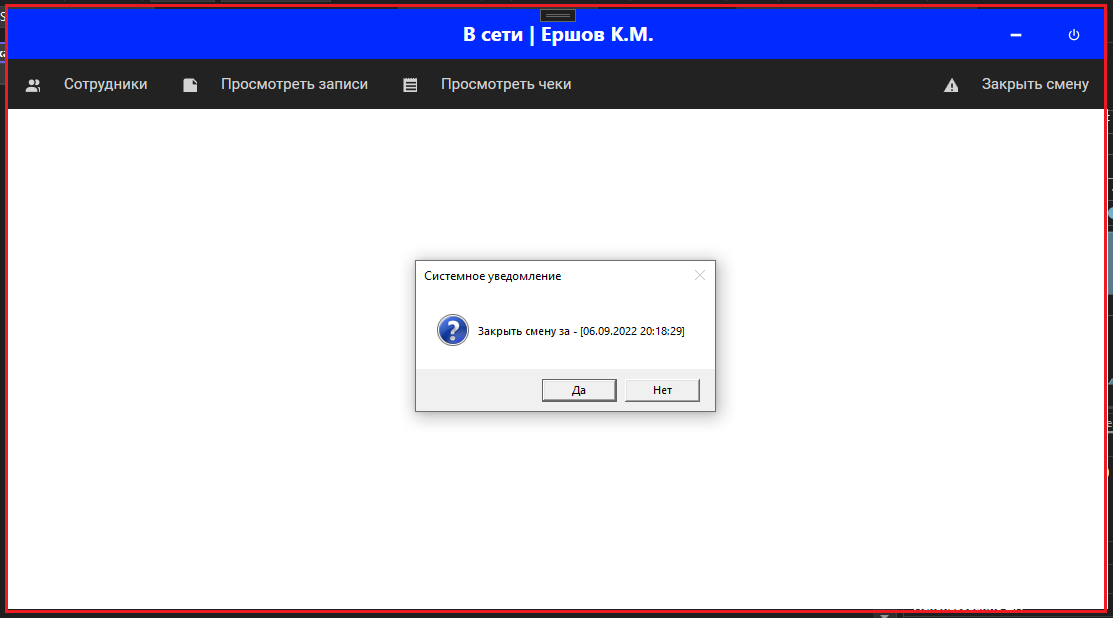 В сети | Ершов К.М.
Сотрудники
Просмотреть записи
Просмотреть чеки
Закрыть смену
Системное уведомление
Закрыть смену за - [06.09.2022 20:18:29]
Да
Нет